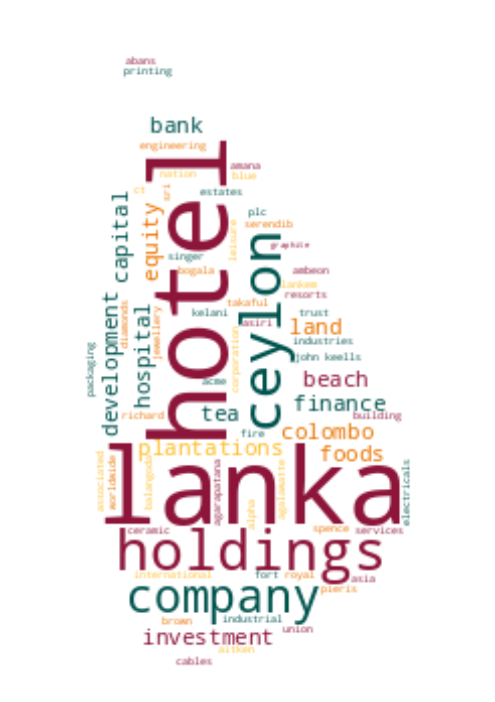 abans
printing
bank
engineering
hotel
amana
nation
blue
ct
sri
estates
capital
equity
plc
serendib
leisure
ceylon
graphite
singer
bogala
ambeon
lankem
resorts
development
diamonds
hospital
jewellery
takaful
kelani
asiri
trust
land
industries
corporation
john keells
packaging
acme
beach
finance
richard
tea
building
fire
colombo
plantations
foods
lanka
associated
worldwide
balangoda
agarapatana
alpha
agalawatte
electricals
ceramic
spence
services
holdings
international
fort
royal
asia
pieris
company
brown
industrial
union
investment
aitken
cables